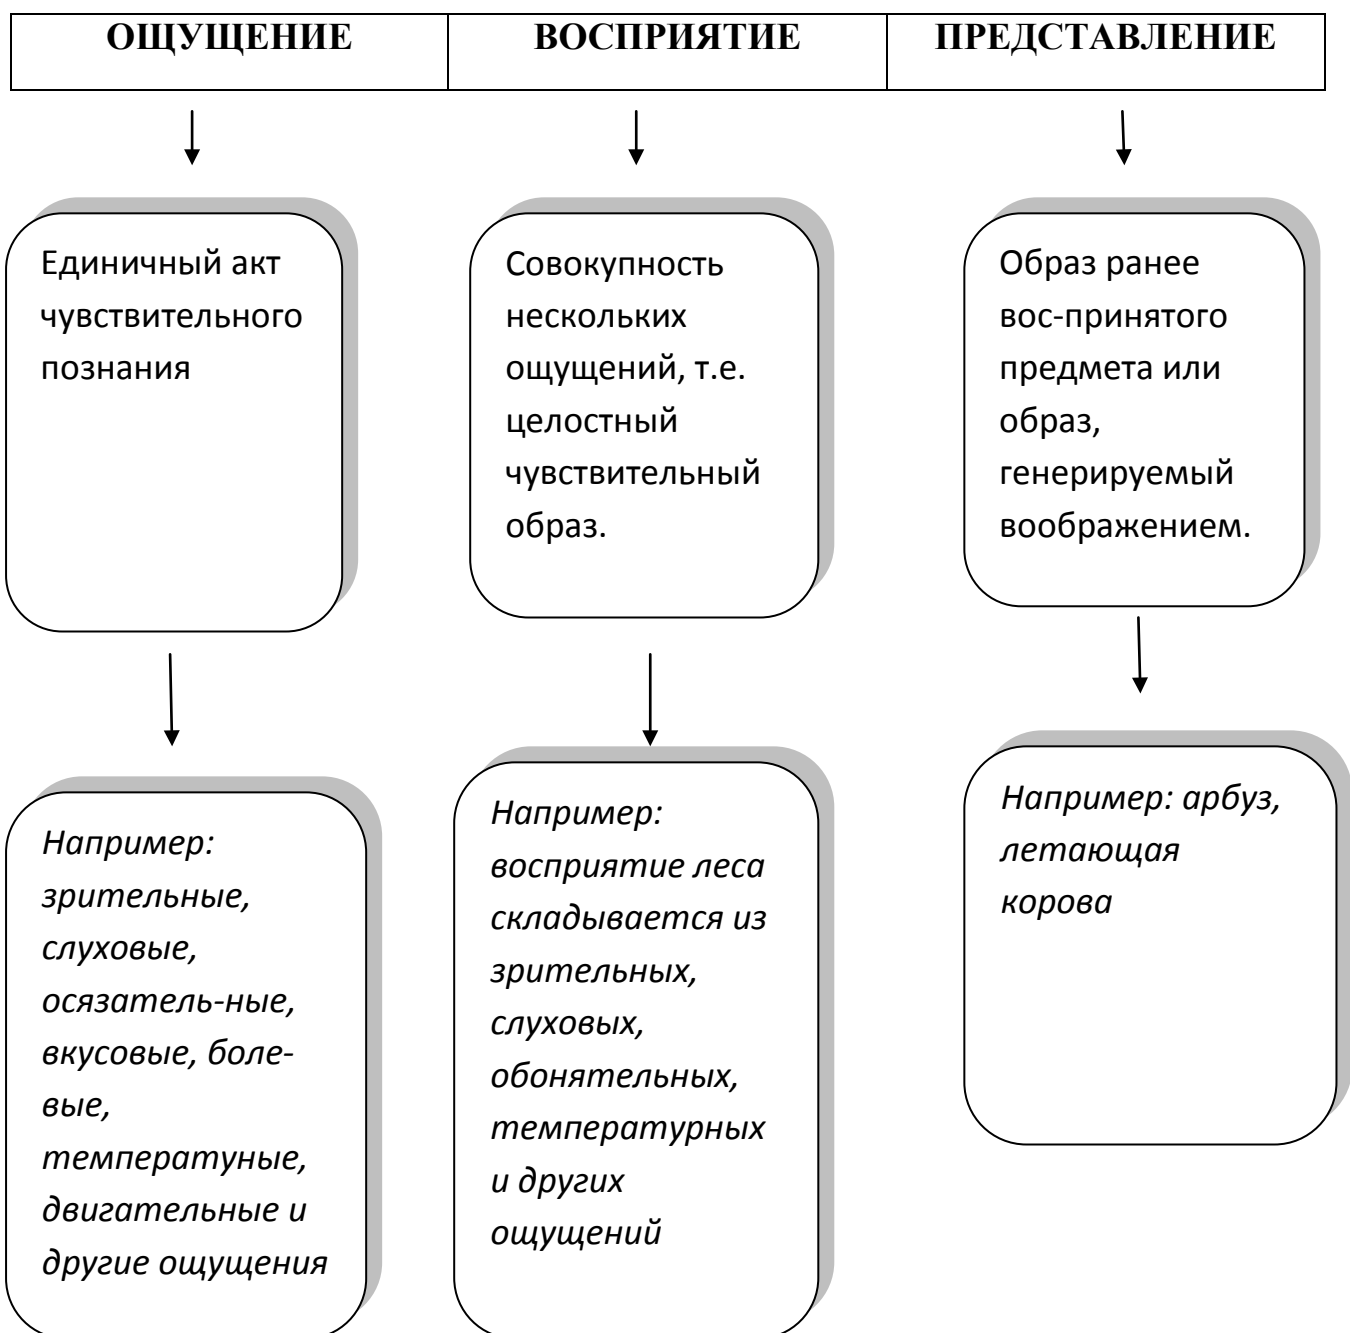 ОЩУЩЕНИЕ ВОСПРИЯТИЕ ПРЕДСТАВЛЕНИЕ
Единичный акт
чувствительного
познания
Совокупность
нескольких
ощущений, т.е.
целостный
чувствительный
образ.
Образ ранее
вос-принятого
предмета или
образ,
генерируемый
воображением.
Например:
зрительные,
слуховые,
осязатель-ные,
вкусовые, боле-
вые,
температуные,
двигательные и
другие ощущения
Например:
восприятие леса
складывается из
зрительных,
слуховых,
обонятельных,
температурных
и других
ощущений
Например: арбуз,
летающая
корова